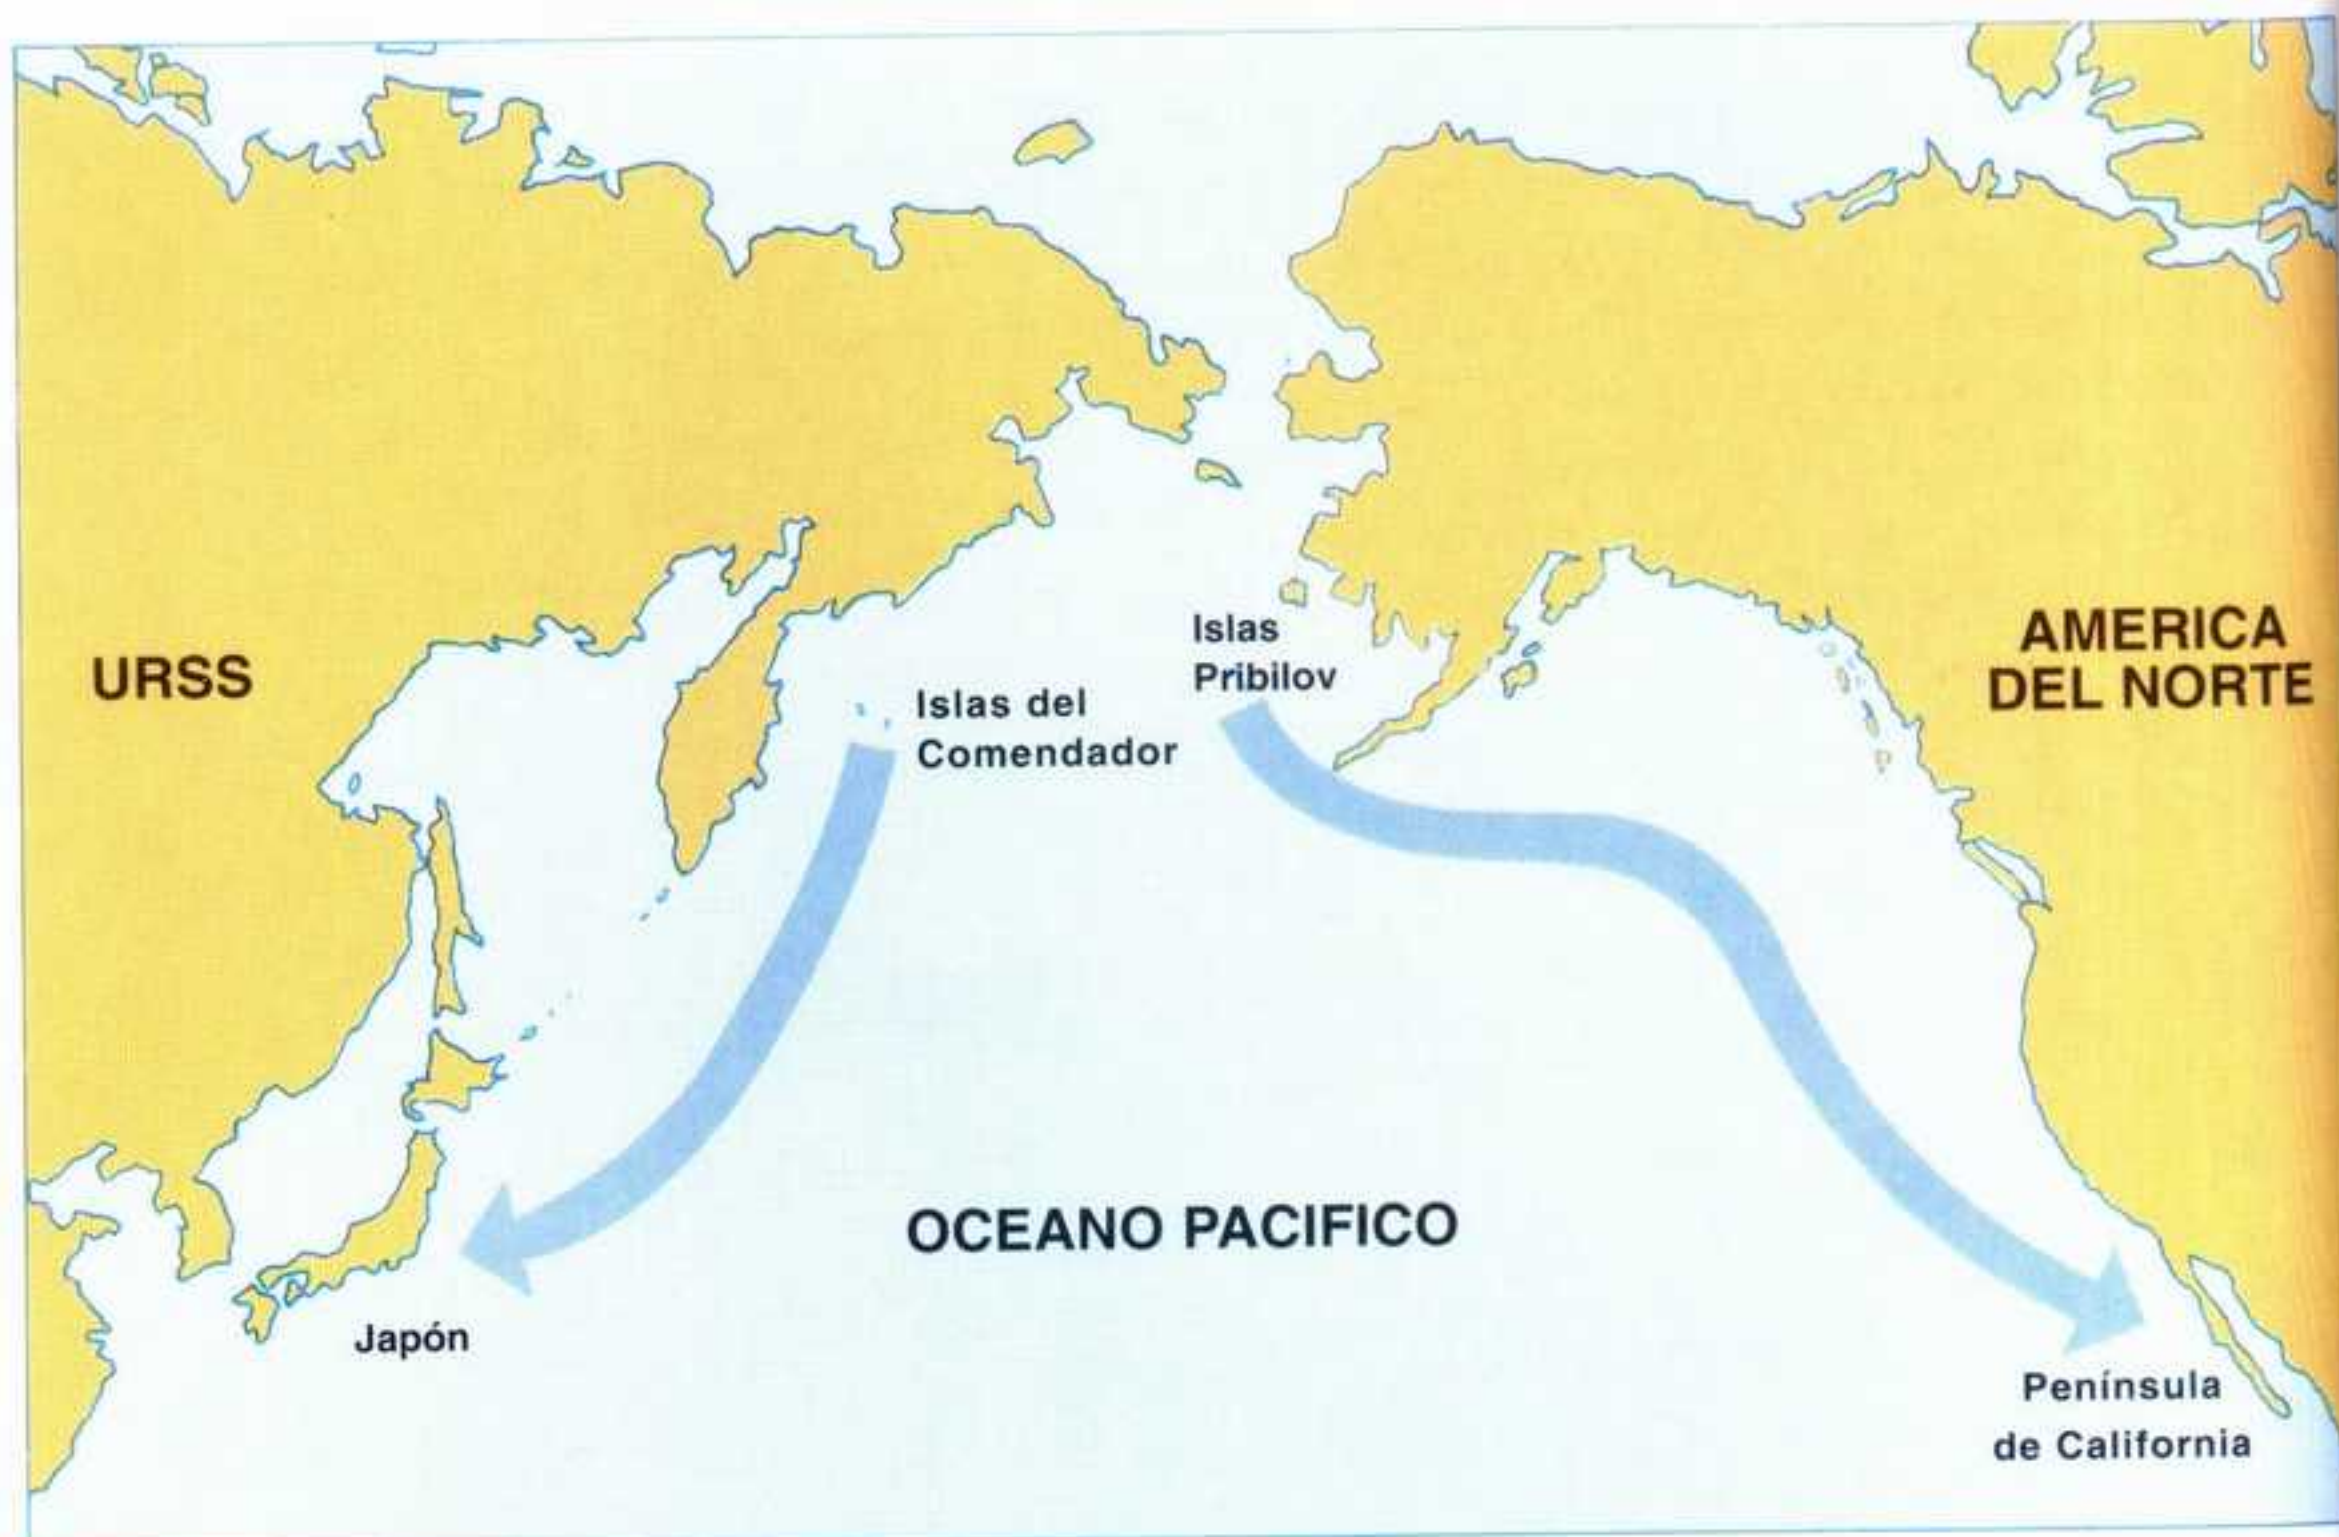 URSS
Islas del
Comendador
Islas
Pribilov
AMERICA
DEL NORTE
OCEANO PACIFICO
Japón
Península
de California